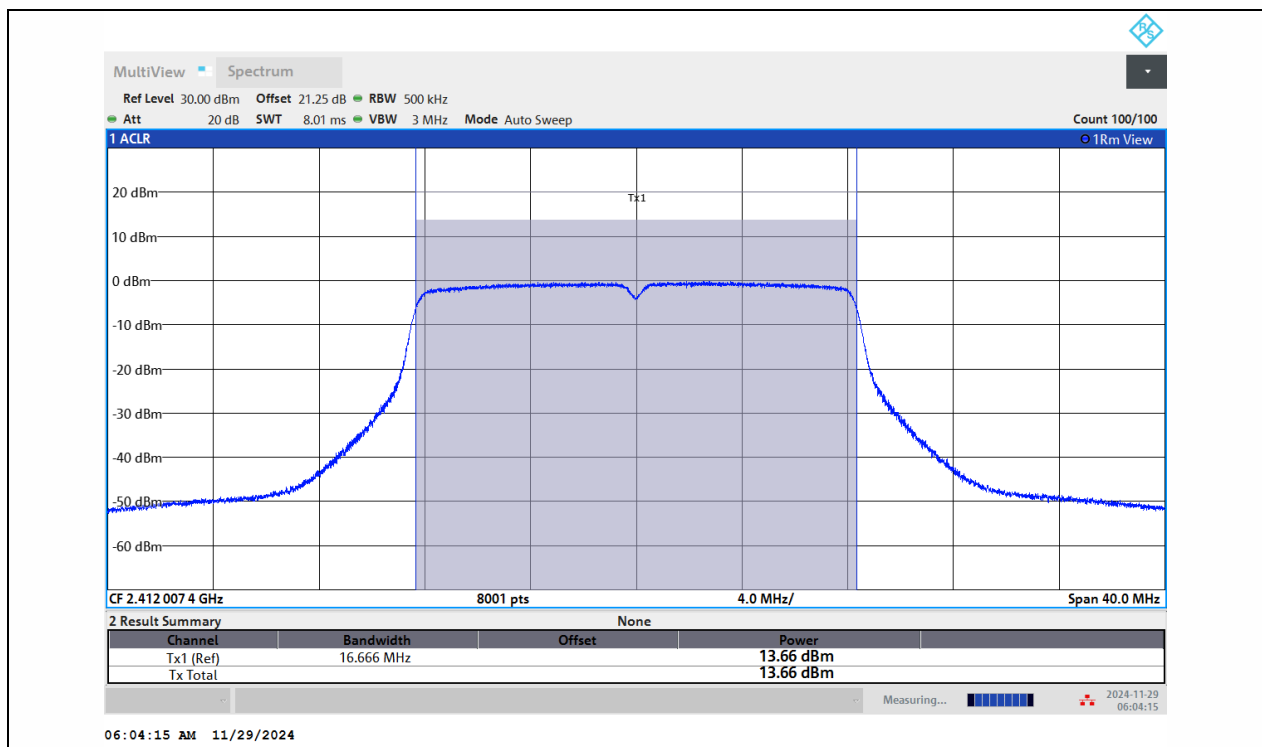 R S
MultiView Spectrum
Ref Level 30.00 dBm Offset 21.25 dB RBW 500 kHz
Att 20 dB SWT 8.01 ms VBW 3 MHz Mode Auto Sweep Count 100/100
1 ACLR 1Rm View
20 dBm
Tx1
10 dBm
0 dBm
-10 dBm
-20 dBm
-30 dBm
-40 dBm
-50 dBm
-60 dBm
CF 2.412 007 4 GHz 8001 pts 4.0 MHz/ Span 40.0 MHz
2 Result Summary None
Channel Bandwidth Offset Power
Tx1 (Ref) 16.666 MHz 13.66 dBm
Tx Total 13.66 dBm
Measuring... 2024-11-29
06:04:15
06:04:15 AM 11/29/2024